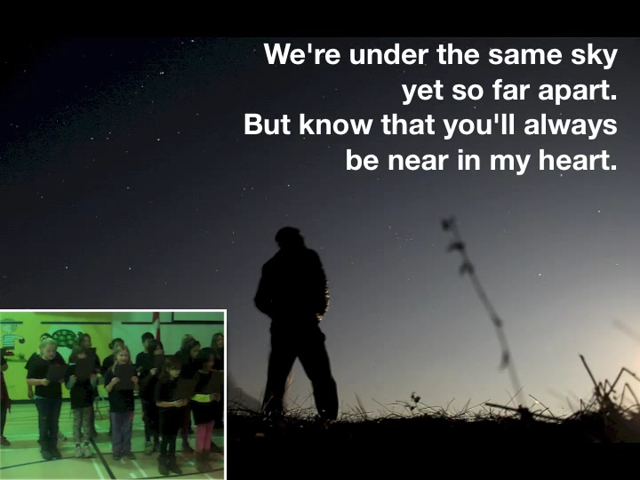 We're under the same sky
yet so far apart.
But know that you'll always
be near in my heart.